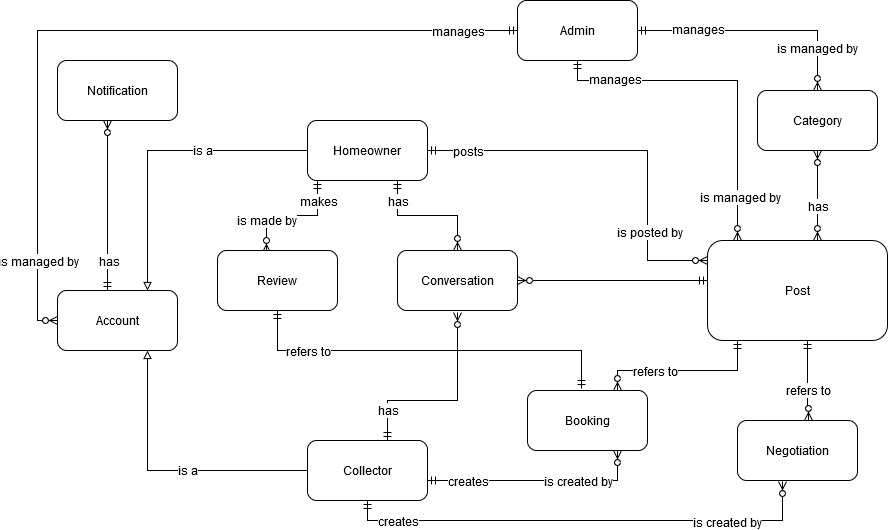 Admin
manages
manages
is managed by
manages
Notification
Category
Homeowner
is a
posts
makes
has
is managed by
has
is made by
is posted by
is managed by
has
Review
Conversation
Post
Account
refers to
refers to
refers to
has
Booking
Negotiation
is a
Collector
creates
is created by
creates
is created by